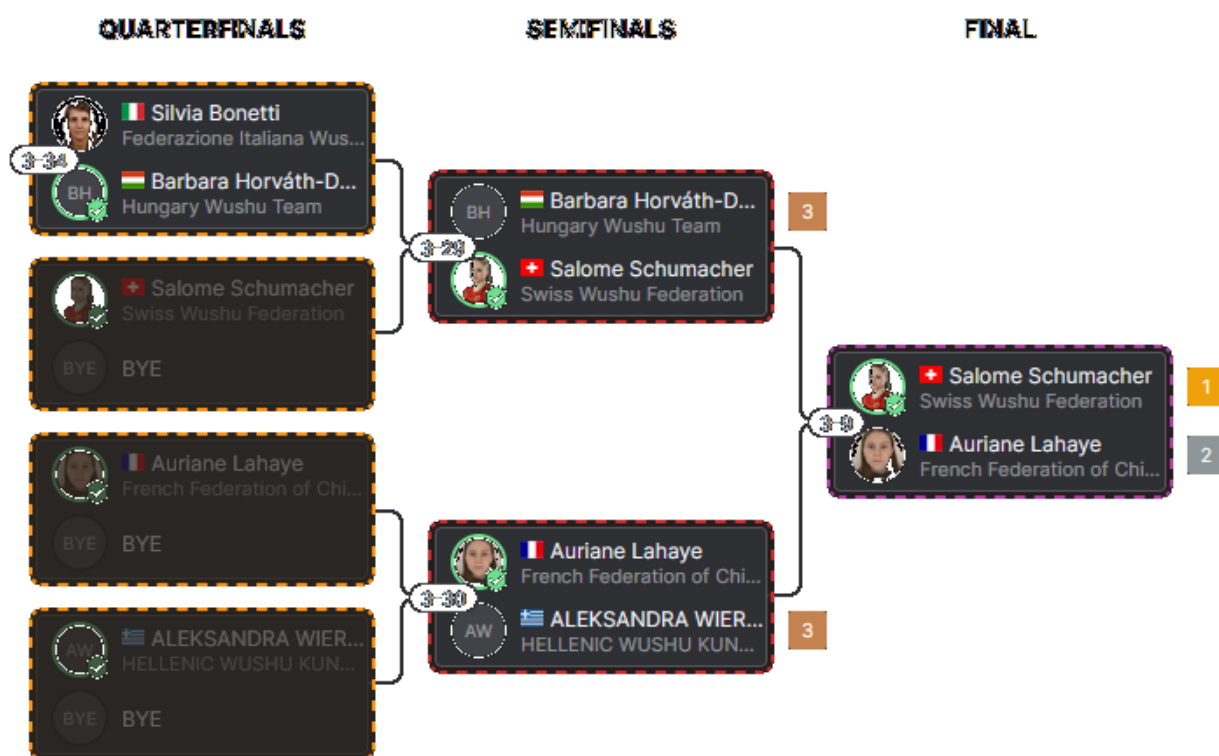 QUARTERFINALS
SEMIFINALS
FINAL
Silvia Bonetti
Federazione Italiana Wus...
3-34
BH
Barbara Horváth-D...
Hungary Wushu Team
Salome Schumacher
Swiss Wushu Federation
BYE
BYE
Auriane Lahaye
French Federation of Chi...
BYE
BYE
AW
ALEKSANDRA WIER...
HELLENIC WUSHU KUN...
BYE
BYE
BH
Barbara Horváth-D...
Hungary Wushu Team
3
3-29
Salome Schumacher
Swiss Wushu Federation
Auriane Lahaye
French Federation of Chi...
3-30
AW
ALEKSANDRA WIER...
HELLENIC WUSHU KUN...
3
Salome Schumacher
Swiss Wushu Federation
1
3-9
Auriane Lahaye
French Federation of Chi...
2